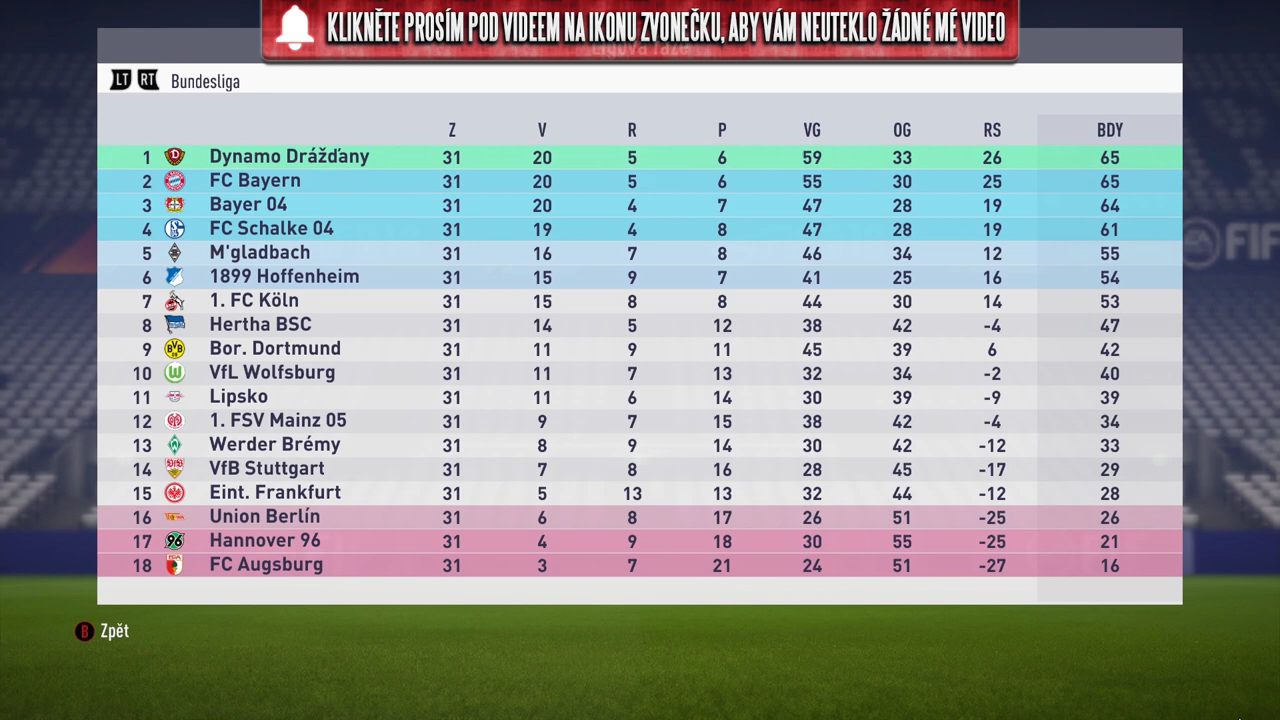 KLIKNĚTE PROSÍM POD VIDEEM NA IKONU ZVONEČKU, ABY VÁM NEUTEKLO ŽÁDNÉ MÉ VIDEO
LT RT Bundesliga
Z V R P VG OG RS BDY
1 Dynamo Drážďany 31 20 5 6 59 33 26 65
2 FC Bayern 31 20 5 6 55 30 25 65
3 Bayer 04 31 20 4 7 47 28 19 64
4 FC Schalke 04 31 19 4 8 47 28 19 61
5 M'gladbach 31 16 7 8 46 34 12 55
6 1899 Hoffenheim 31 15 9 7 41 25 16 54
7 1. FC Köln 31 15 8 8 44 30 14 53
8 Hertha BSC 31 14 5 12 38 42 -4 47
9 Bor. Dortmund 31 11 9 11 45 39 6 42
10 VfL Wolfsburg 31 11 7 13 32 34 -2 40
11 Lipsko 31 11 6 14 30 39 -9 39
12 1. FSV Mainz 05 31 9 7 15 38 42 -4 34
13 Werder Brémy 31 8 9 14 30 42 -12 33
14 VfB Stuttgart 31 7 8 16 28 45 -17 29
15 Eint. Frankfurt 31 5 13 13 32 44 -12 28
16 Union Berlín 31 6 8 17 26 51 -25 26
17 Hannover 96 31 4 9 18 30 55 -25 21
18 FC Augsburg 31 3 7 21 24 51 -27 16
B Zpět
FIF